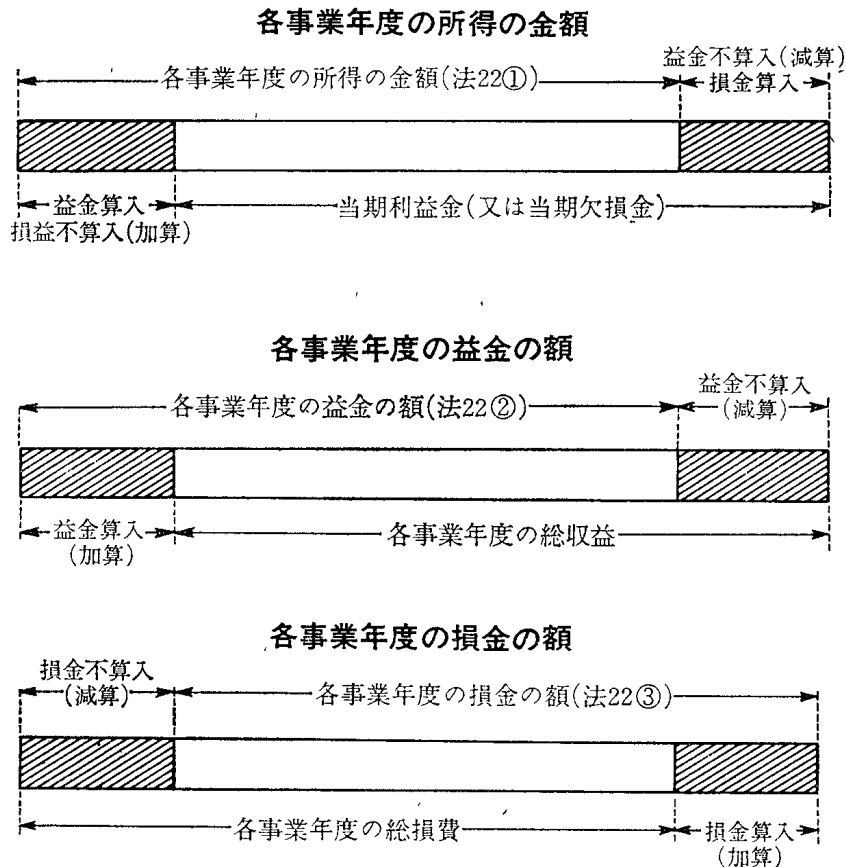 各事業年度の所得の金額
益金不算入(減算)
各事業年度の所得の金額(法22①)
損金算入
益金算入
当期利益金(又は当期欠損金)
損益不算入(加算)
各事業年度の益金の額
益金不算入
各事業年度の益金の額(法22②)
(減算)
益金算入
各事業年度の総収益
(加算)
各事業年度の損金の額
損金不算入
(減算)
各事業年度の損金の額(法22③)
各事業年度の総損費
損金算入
(加算)